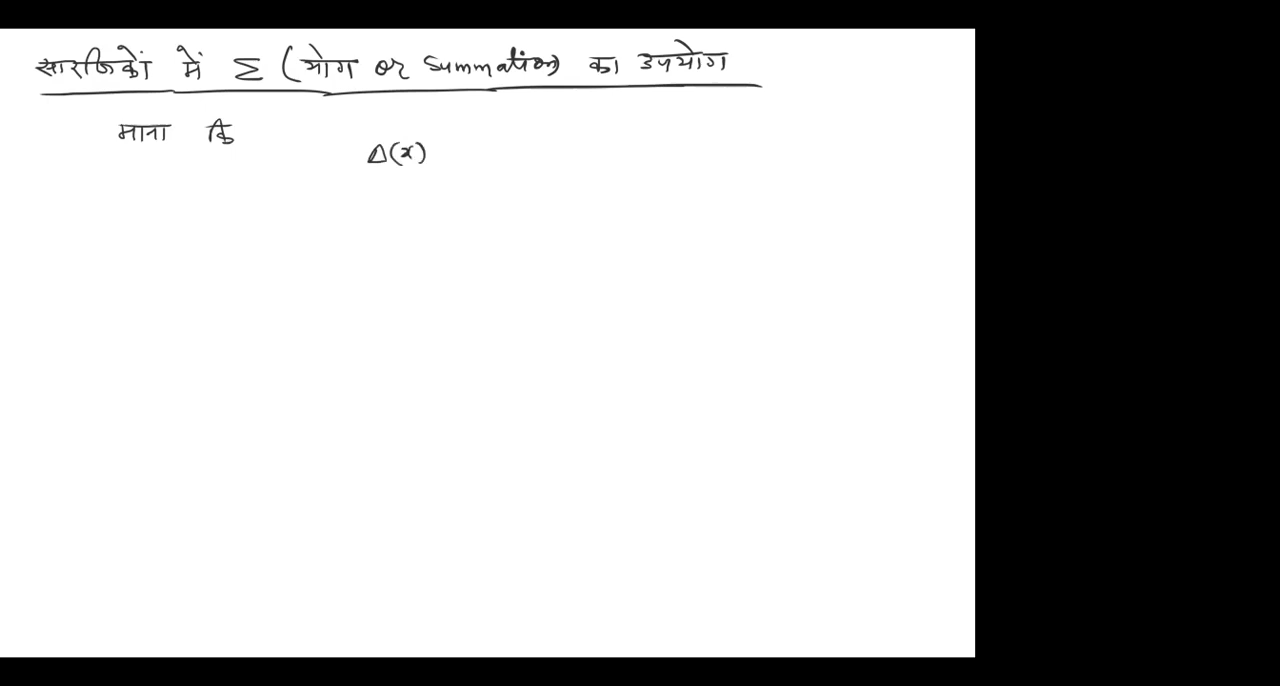 सारणिकों में Σ (योग or Summation) का उपयोग
माना कि
Δ(x)